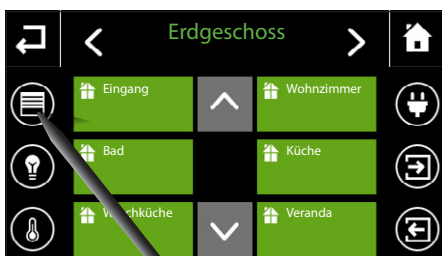 Erdgeschoss
Eingang
Wohnzimmer
Bad
Küche
Veranda